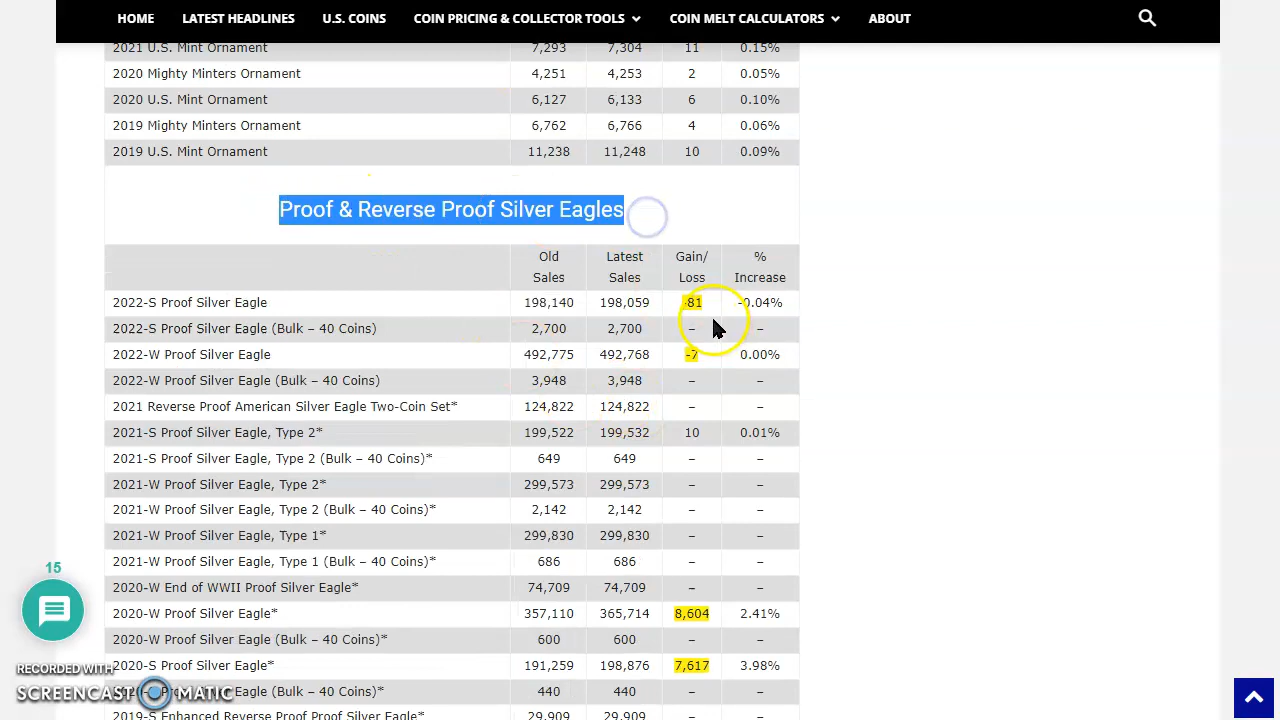 HOME LATEST HEADLINES U.S. COINS COIN PRICING & COLLECTOR TOOLS COIN MELT CALCULATORS ABOUT
2021 U.S. Mint Ornament 7,293 7,304 11 0.15%
2020 Mighty Minters Ornament 4,251 4,253 2 0.05%
2020 U.S. Mint Ornament 6,127 6,133 6 0.10%
2019 Mighty Minters Ornament 6,762 6,766 4 0.06%
2019 U.S. Mint Ornament 11,238 11,248 10 0.09%
Proof & Reverse Proof Silver Eagles
Old Latest Gain/ %
Sales Sales Loss Increase
2022-S Proof Silver Eagle 198,140 198,059 -81 -0.04%
2022-S Proof Silver Eagle (Bulk – 40 Coins) 2,700 2,700 – –
2022-W Proof Silver Eagle 492,775 492,768 -7 0.00%
2022-W Proof Silver Eagle (Bulk – 40 Coins) 3,948 3,948 – –
2021 Reverse Proof American Silver Eagle Two-Coin Set* 124,822 124,822 – –
2021-S Proof Silver Eagle, Type 2* 199,522 199,532 10 0.01%
2021-S Proof Silver Eagle, Type 2 (Bulk – 40 Coins)* 649 649 – –
2021-W Proof Silver Eagle, Type 2* 299,573 299,573 – –
2021-W Proof Silver Eagle, Type 2 (Bulk – 40 Coins)* 2,142 2,142 – –
2021-W Proof Silver Eagle, Type 1* 299,830 299,830 – –
2021-W Proof Silver Eagle, Type 1 (Bulk – 40 Coins)* 686 686 – –
15
2020-W End of WWII Proof Silver Eagle* 74,709 74,709 – –
2020-W Proof Silver Eagle* 357,110 365,714 8,604 2.41%
2020-W Proof Silver Eagle (Bulk – 40 Coins)* 600 600 – –
2020-S Proof Silver Eagle* 191,259 198,876 7,617 3.98%
RECORDED WITH
SCREENCAST MATIC
Eagle (Bulk – 40 Coins)* 440 440 – –
2019-S Enhanced Reverse Proof Proof Silver Eagle* 29,909 29,909 – –